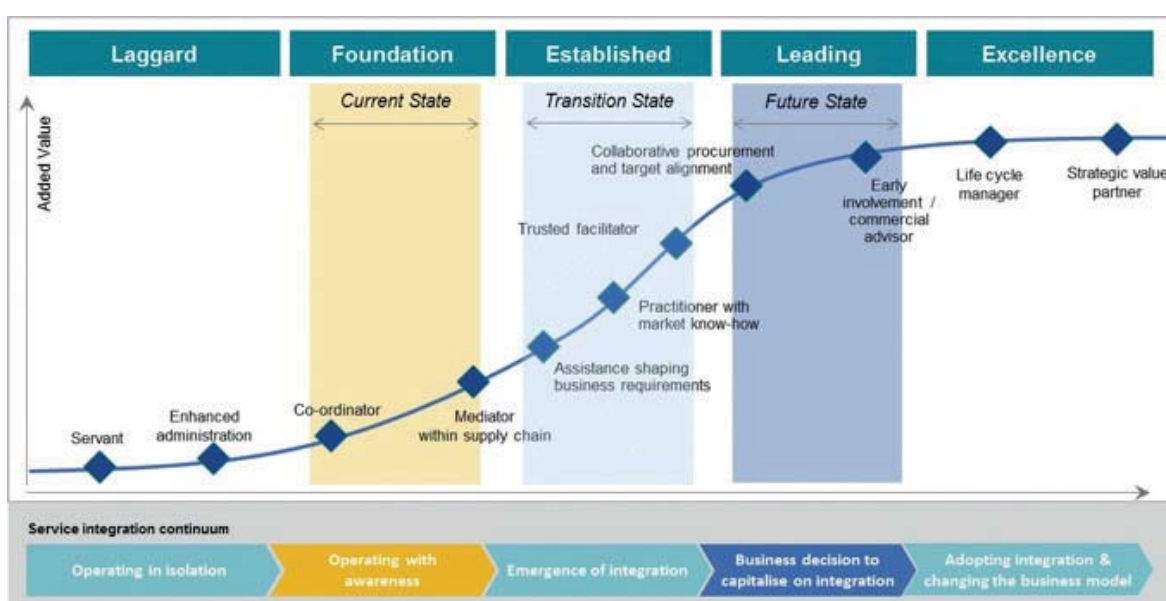 Laggard
Foundation
Established
Leading
Excellence
Current State
Transition State
Future State
Added Value
Collaborative procurement
and target alignment
Early
involvement /
commercial
advisor
Life cycle
manager
Strategic value
partner
Trusted facilitator
Practitioner with
market know-how
Assistance shaping
business requirements
Co-ordinator
Mediator
within supply chain
Enhanced
administration
Servant
Service integration continuum
Operating in isolation
Operating with
awareness
Emergence of integration
Business decision to
capitalise on integration
Adopting integration &
changing the business model